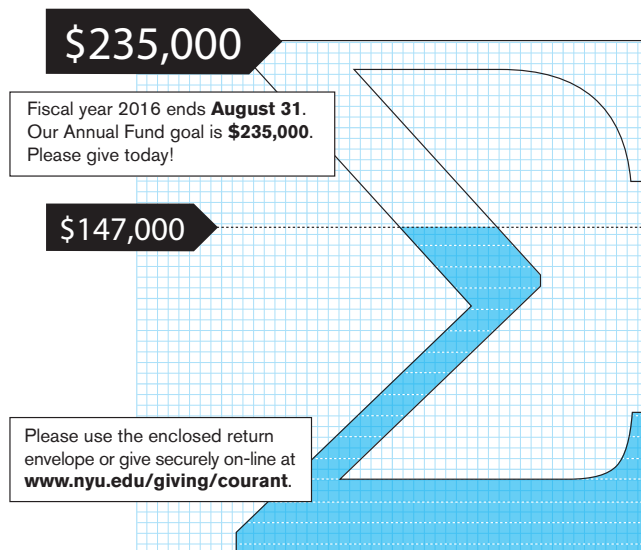 $235,000
Fiscal year 2016 ends August 31.
Our Annual Fund goal is $235,000.
Please give today!
$147,000
Please use the enclosed return
envelope or give securely on-line at
www.nyu.edu/giving/courant.